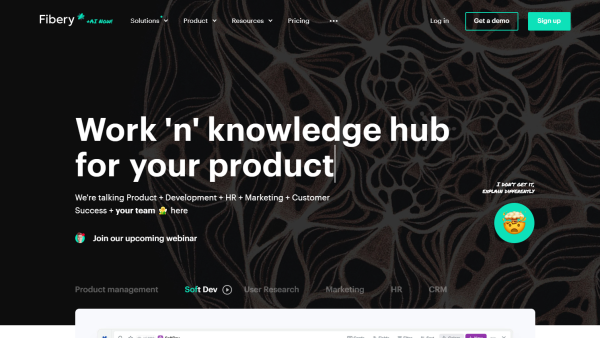 Fibery
+AI Now!
Solutions
Product
Resources
Pricing
Log in
Get a demo
Sign up
Work 'n' knowledge hub
for your product
We're talking Product + Development + HR + Marketing + Customer
Success + your team here
I DON'T GET IT,
EXPLAIN DIFFERENTLY
Join our upcoming webinar
Product management
Soft Dev
User Research
Marketing
HR
CRM